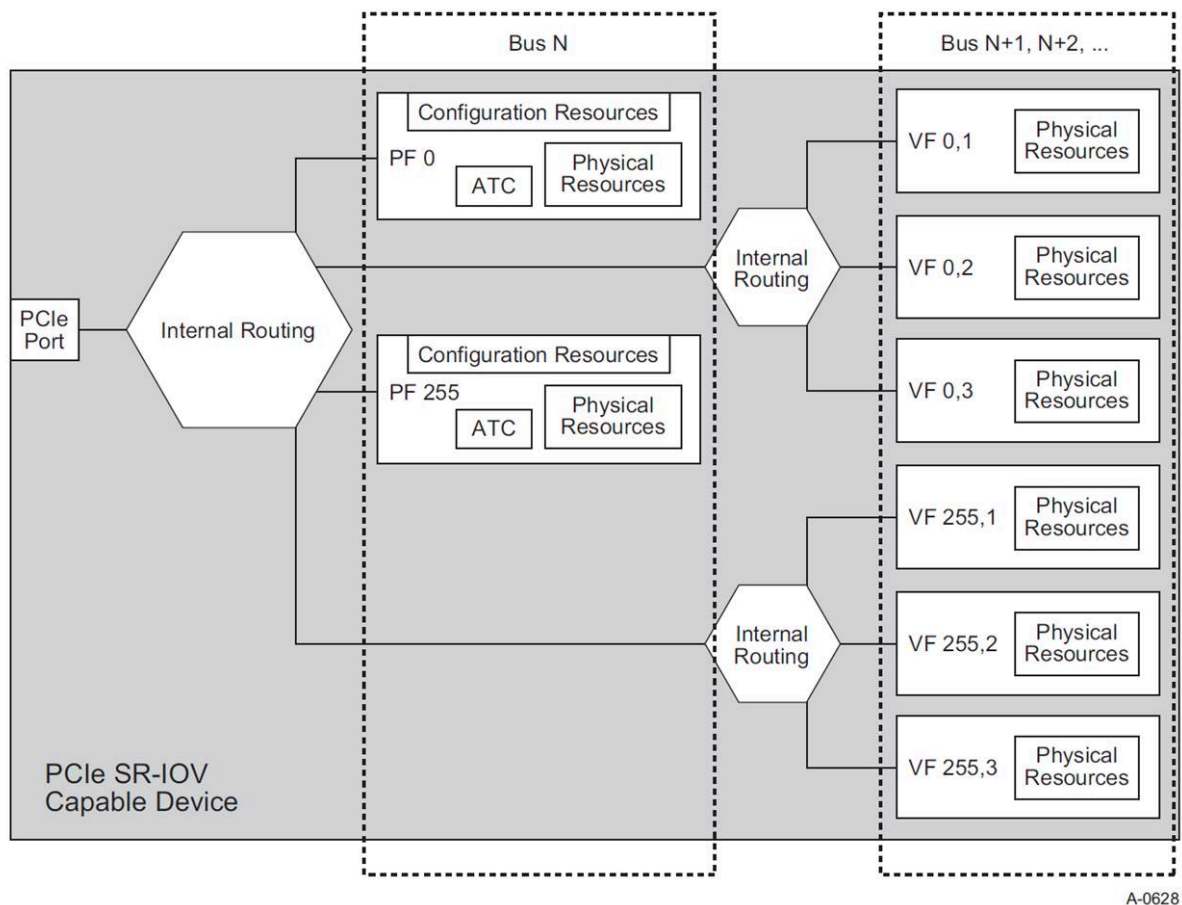 Bus N
Bus N+1, N+2, ...
Configuration Resources
PF 0
ATC
Physical
Resources
VF 0,1
Physical
Resources
Internal
Routing
VF 0,2
Physical
Resources
PCIe
Port
Internal Routing
Configuration Resources
PF 255
ATC
Physical
Resources
VF 0,3
Physical
Resources
VF 255,1
Physical
Resources
Internal
Routing
VF 255,2
Physical
Resources
VF 255,3
Physical
Resources
PCIe SR-IOV
Capable Device
A-0628